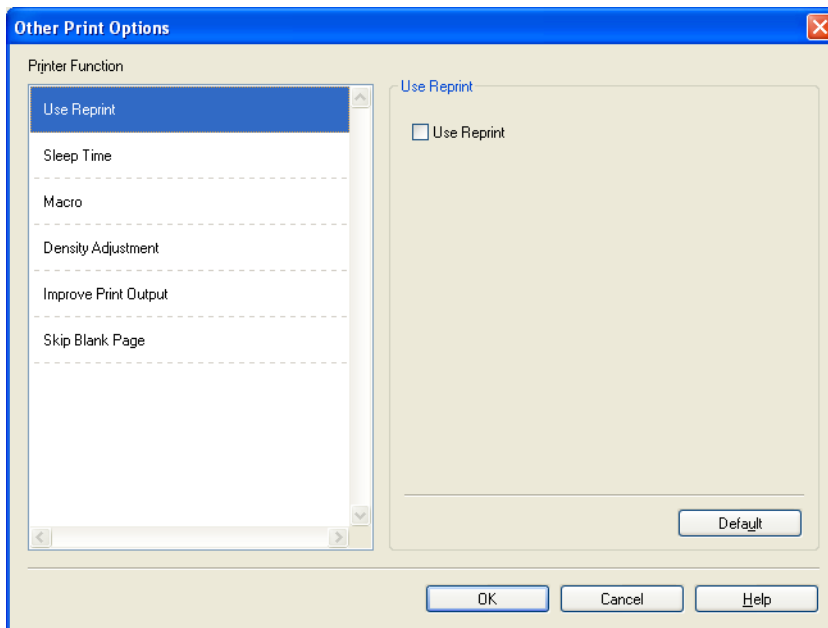 Other Print Options
Printer Function
Use Reprint
Sleep Time
Macro
Density Adjustment
Improve Print Output
Skip Blank Page
Use Reprint
Use Reprint
Default
OK
Cancel
Help